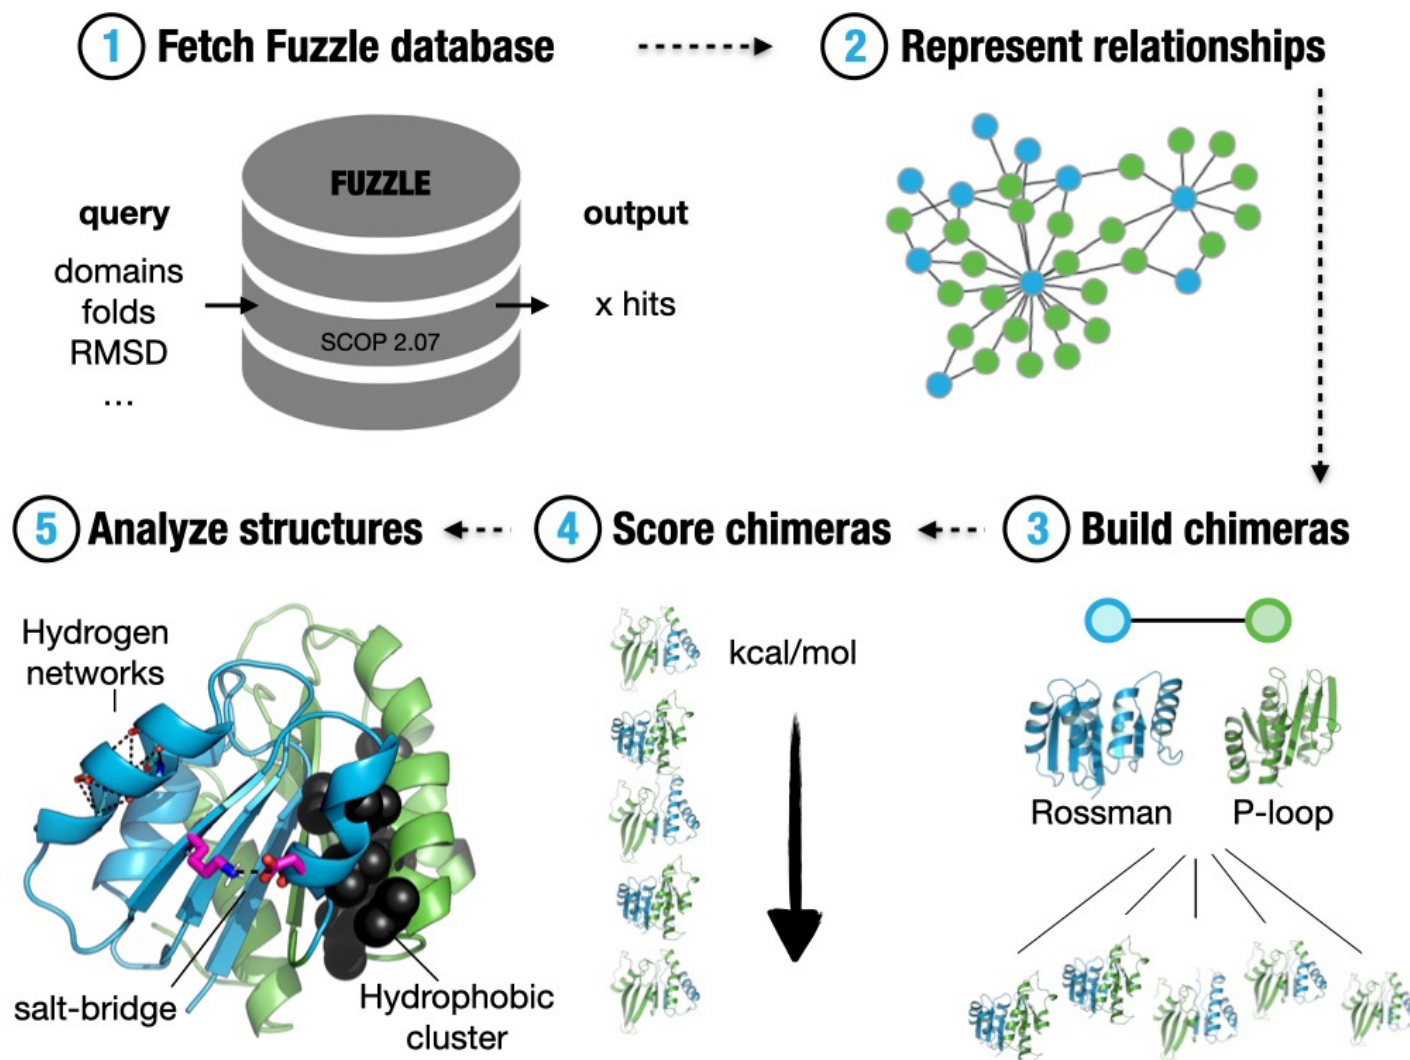 1 Fetch Fuzzle database
2 Represent relationships
FUZZLE
query
output
domains
folds
RMSD
...
x hits
SCOP 2.07
5 Analyze structures
4 Score chimeras
3 Build chimeras
Hydrogen
networks
salt-bridge
Hydrophobic
cluster
kcal/mol
Rossman
P-loop